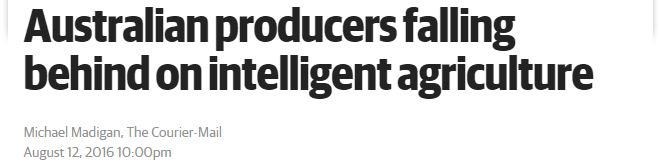 Australian producers falling
behind on intelligent agriculture
Michael Madigan, The Courier-Mail
August 12, 2016 10:00pm